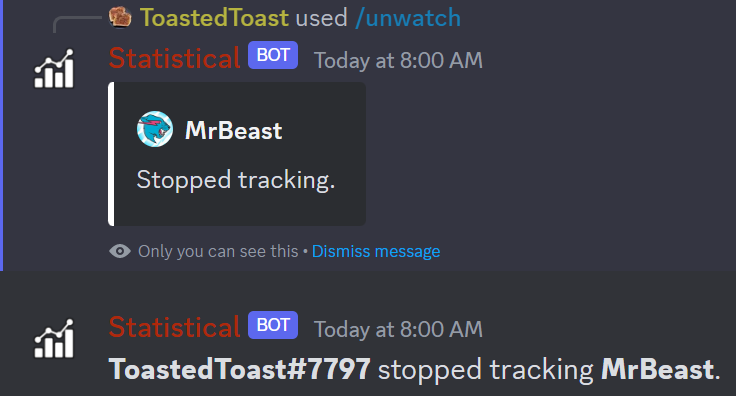 ToastedToast used /unwatch
Statistical BOT Today at 8:00 AM
MrBeast
Stopped tracking.
Only you can see this • Dismiss message
Statistical BOT Today at 8:00 AM
ToastedToast#7797 stopped tracking MrBeast.